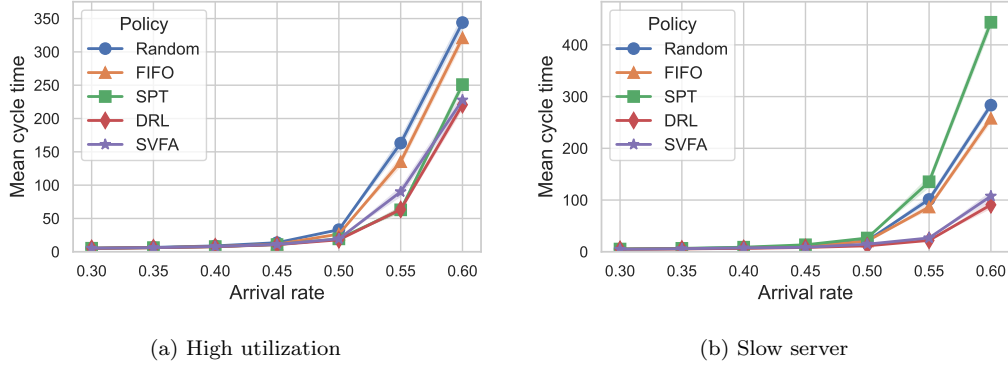 Policy
Random
FIFO
SPT
DRL
SVFA
Mean cycle time
350
300
250
200
150
100
50
0
0.30 0.35 0.40 0.45 0.50 0.55 0.60
Arrival rate
(a) High utilization
Policy
Random
FIFO
SPT
DRL
SVFA
Mean cycle time
400
300
200
100
0
0.30 0.35 0.40 0.45 0.50 0.55 0.60
Arrival rate
(b) Slow server